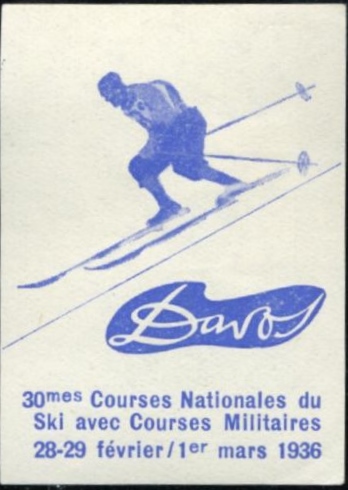 Davos
30mes Courses Nationales du
Ski avec Courses Militaires
28-29 février/1er mars 1936